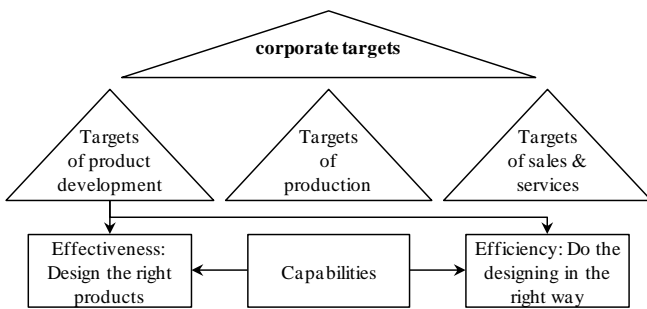 corporate targets
Targets
of product
development
Targets
of
production
Targets
of sales &
services
Effectiveness:
Design the right
products
Capabilities
Efficiency: Do the
designing in the
right way